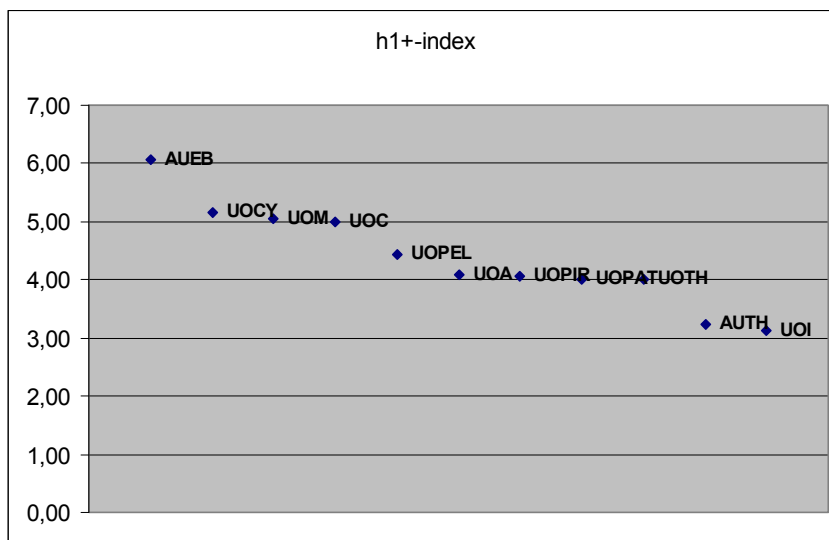 h1+-index
7,00
6,00
5,00
4,00
3,00
2,00
1,00
0,00
AUEB
UOCY
UOM
UOC
UOPEL
UOA
UOPIR
UOPATUOTH
AUTH
UOI